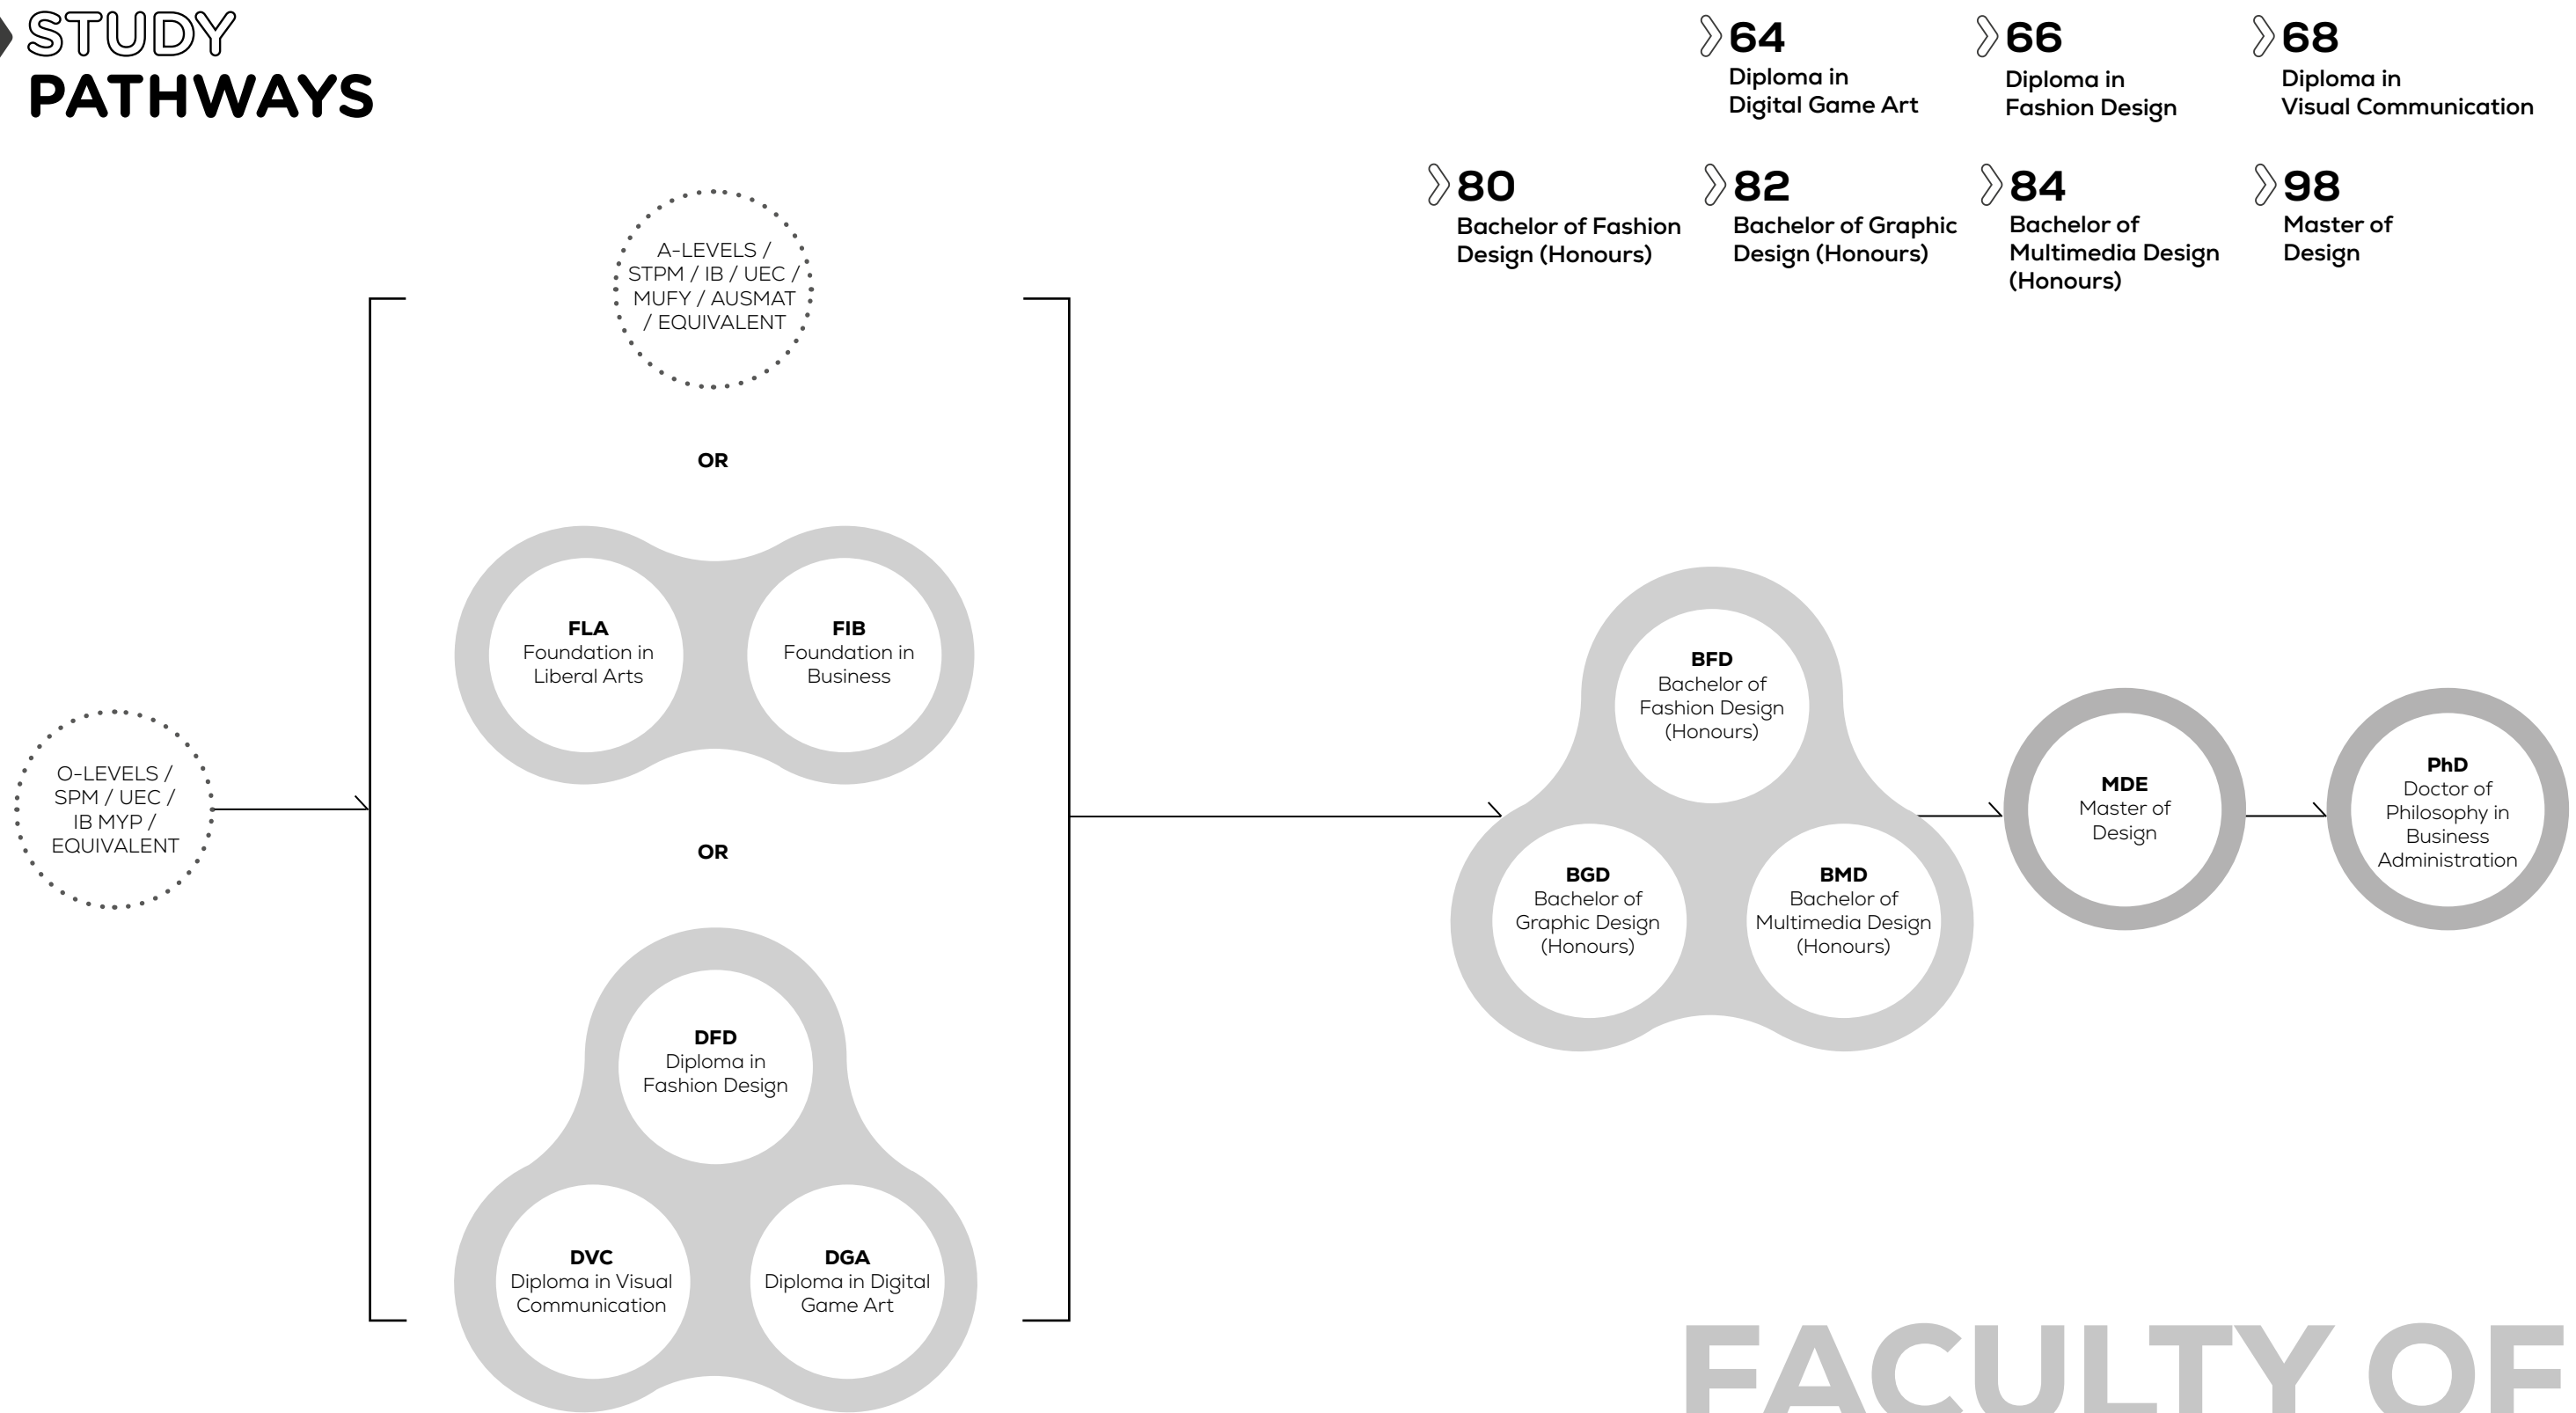 STUDY
PATHWAYS
64
Diploma in
Digital Game Art
66
Diploma in
Fashion Design
68
Diploma in
Visual Communication
80
Bachelor of Fashion
Design (Honours)
82
Bachelor of Graphic
Design (Honours)
84
Bachelor of
Multimedia Design
(Honours)
98
Master of
Design
O-LEVELS /
SPM / UEC /
IB MYP /
EQUIVALENT
A-LEVELS /
STPM / IB / UEC /
MUFY / AUSMAT
/ EQUIVALENT
OR
FLA
Foundation in
Liberal Arts
FIB
Foundation in
Business
OR
DFD
Diploma in
Fashion Design
DVC
Diploma in Visual
Communication
DGA
Diploma in Digital
Game Art
BFD
Bachelor of
Fashion Design
(Honours)
BGD
Bachelor of
Graphic Design
(Honours)
BMD
Bachelor of
Multimedia Design
(Honours)
MDE
Master of
Design
PhD
Doctor of
Philosophy in
Business
Administration
FACULTY OF